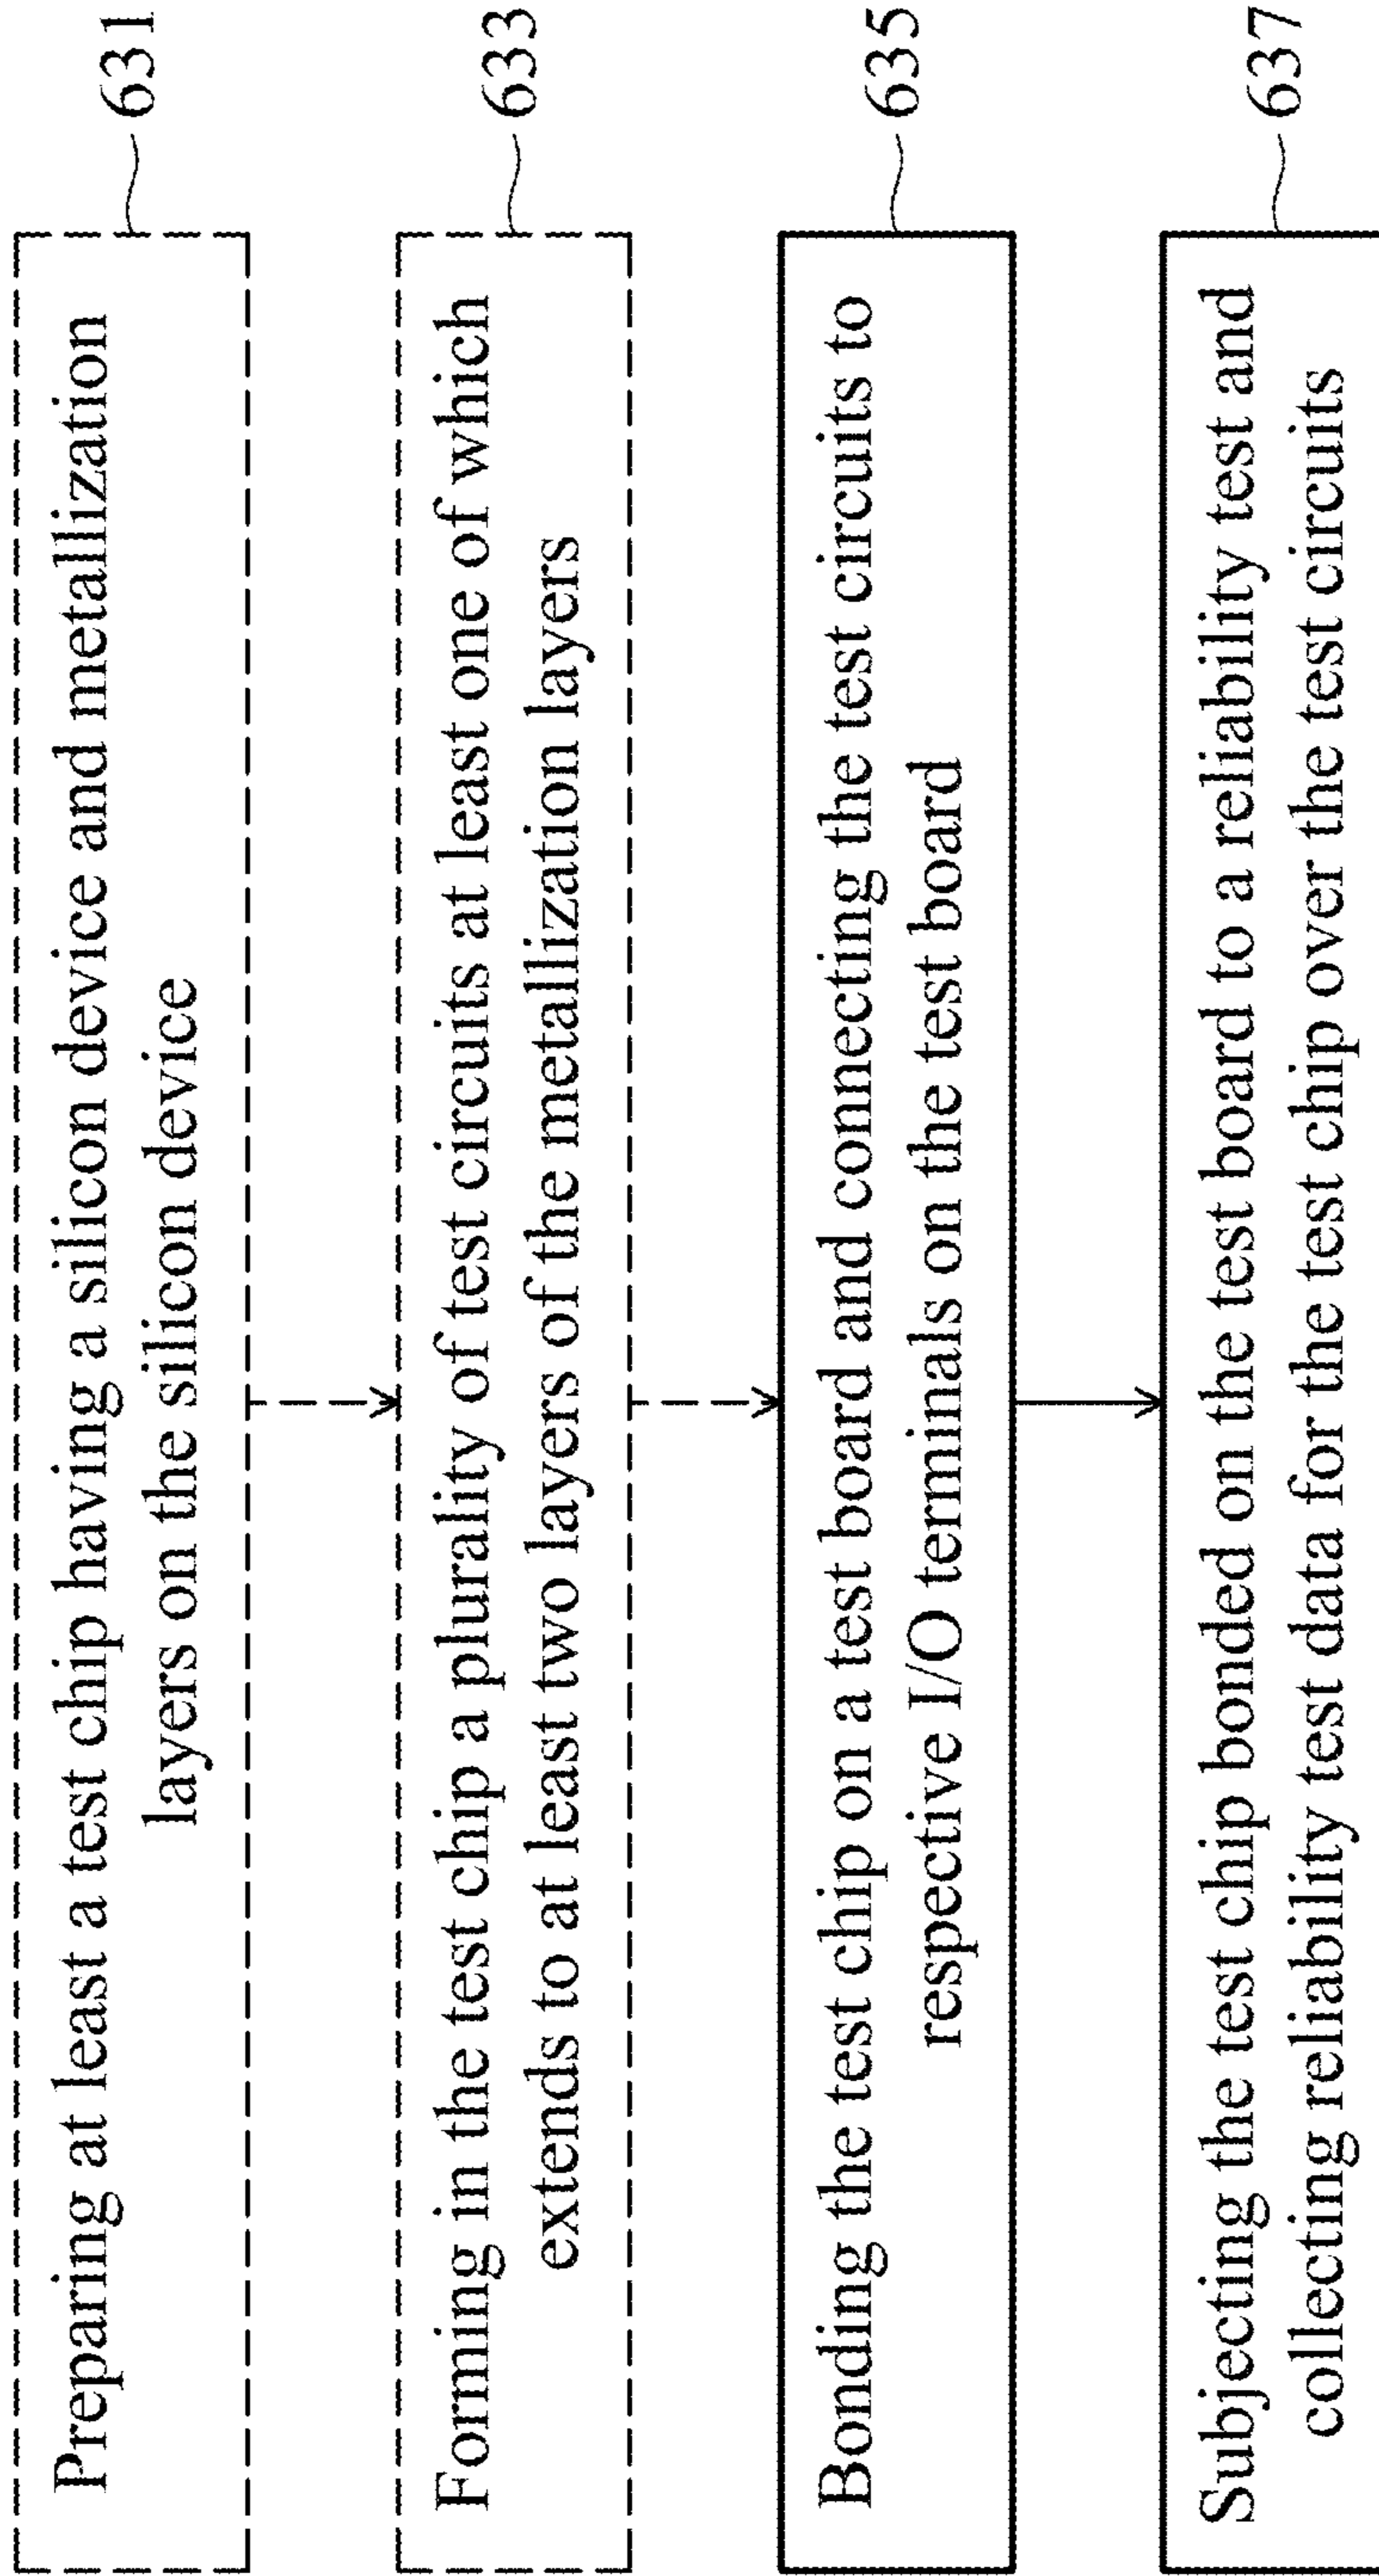 Preparing at least a test chip having a silicon device and metallization
layers on the silicon device
631
Forming in the test chip a plurality of test circuits at least one of which
extends to at least two layers of the metallization layers
633
Bonding the test chip on a test board and connecting the test circuits to
respective I/O terminals on the test board
635
Subjecting the test chip bonded on the test board to a reliability test and
collecting reliability test data for the test chip over the test circuits
637